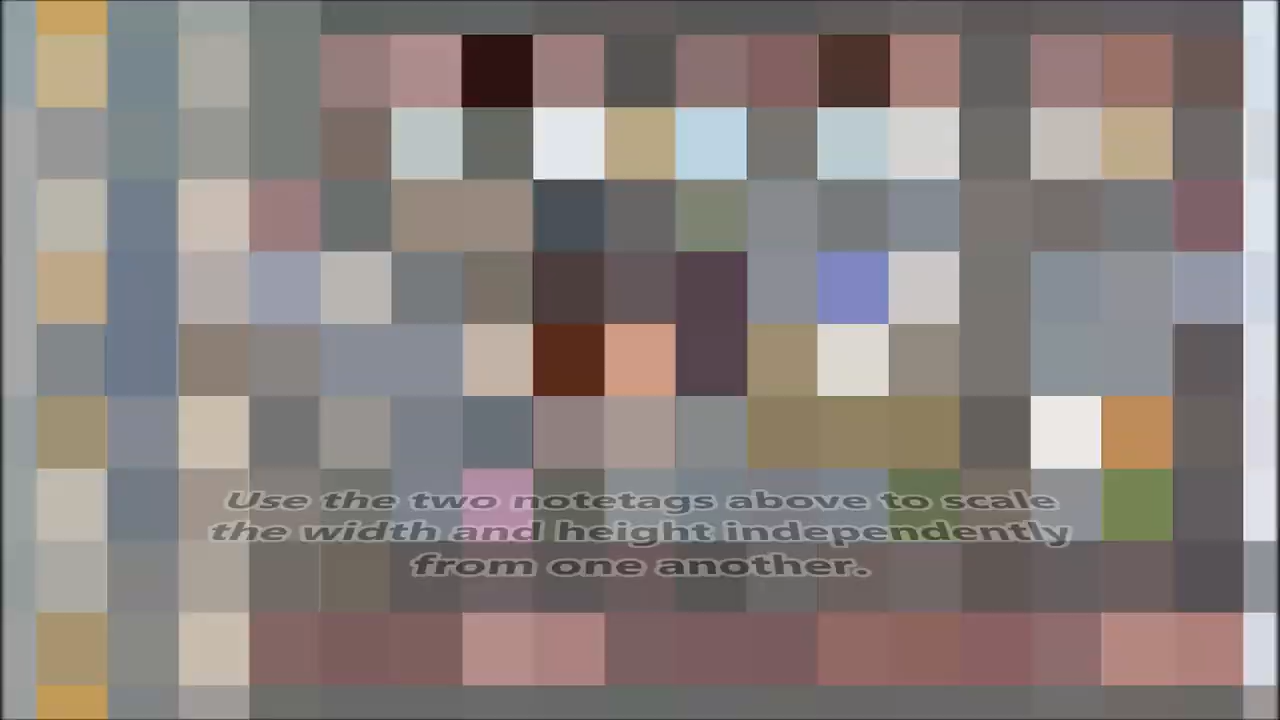 Use the two notetags above to scale
the width and height independently
from one another.